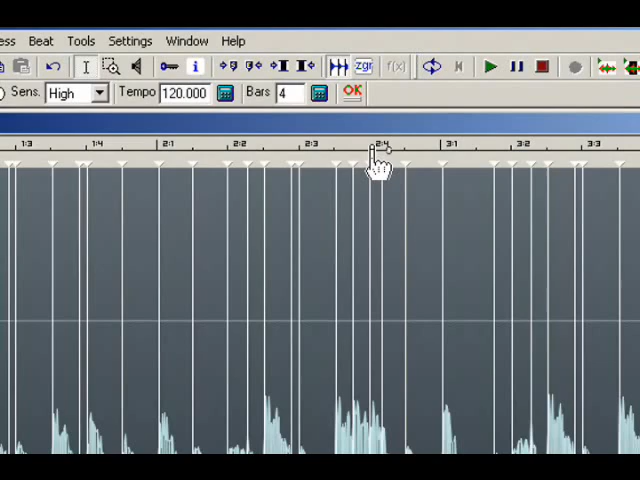 ess Beat Tools Settings Window Help
i zgr f(x)
Sens. High Tempo 120.000 Bars 4 OK
1:3 1:4 2:1 2:2 2:3 2:4 3:1 3:2 3:3